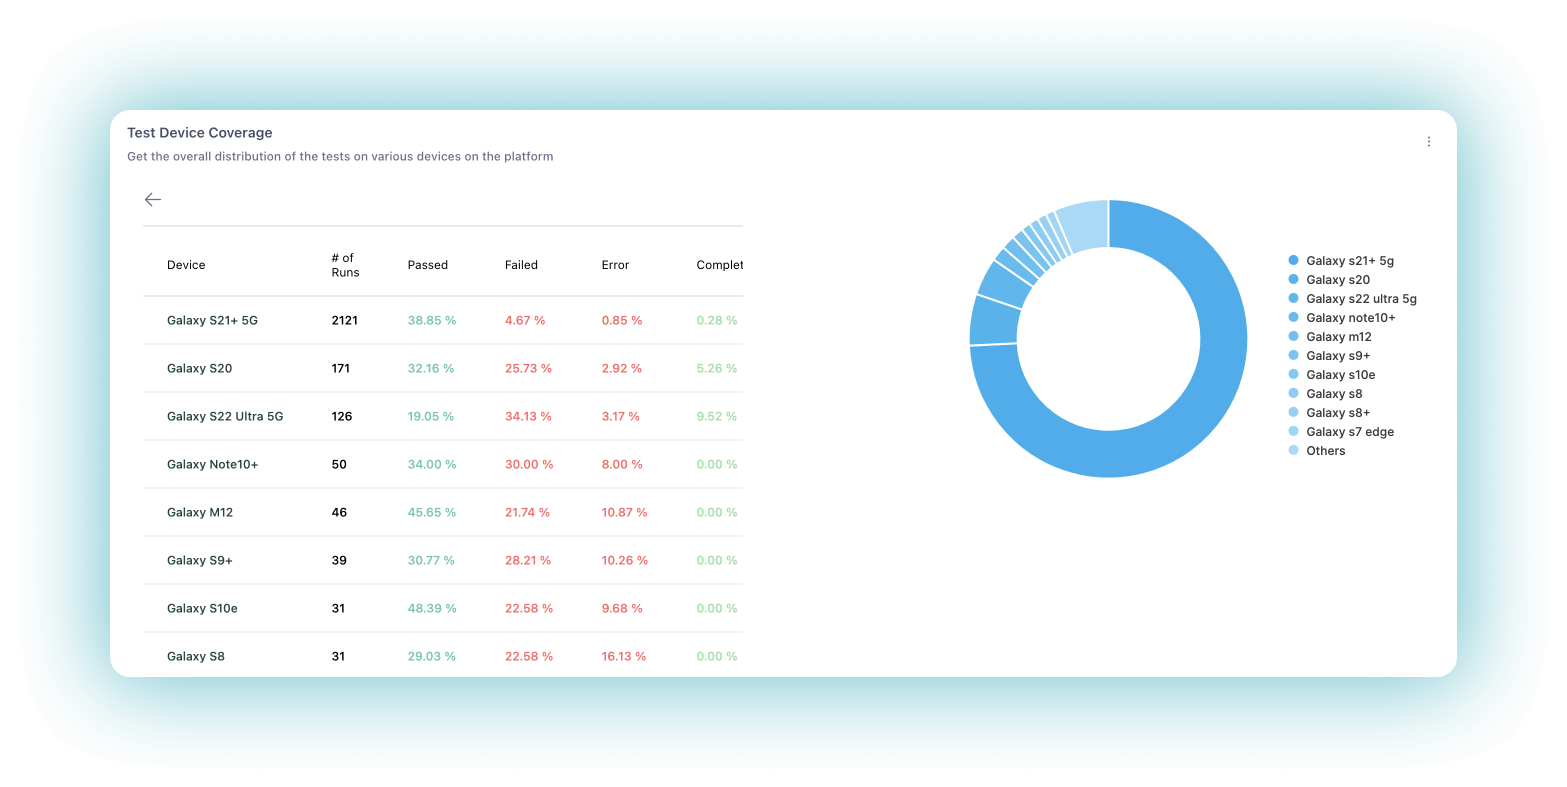 Test Device Coverage
Get the overall distribution of the tests on various devices on the platform
Device # of Runs Passed Failed Error Complet
Galaxy S21+ 5G 2121 38.85 % 4.67 % 0.85 % 0.28 %
Galaxy S20 171 32.16 % 25.73 % 2.92 % 5.26 %
Galaxy S22 Ultra 5G 126 19.05 % 34.13 % 3.17 % 9.52 %
Galaxy Note10+ 50 34.00 % 30.00 % 8.00 % 0.00 %
Galaxy M12 46 45.65 % 21.74 % 10.87 % 0.00 %
Galaxy S9+ 39 30.77 % 28.21 % 10.26 % 0.00 %
Galaxy S10e 31 48.39 % 22.58 % 9.68 % 0.00 %
Galaxy S8 31 29.03 % 22.58 % 16.13 % 0.00 %
Galaxy s21+ 5g
Galaxy s20
Galaxy s22 ultra 5g
Galaxy note10+
Galaxy m12
Galaxy s9+
Galaxy s10e
Galaxy s8
Galaxy s8+
Galaxy s7 edge
Others